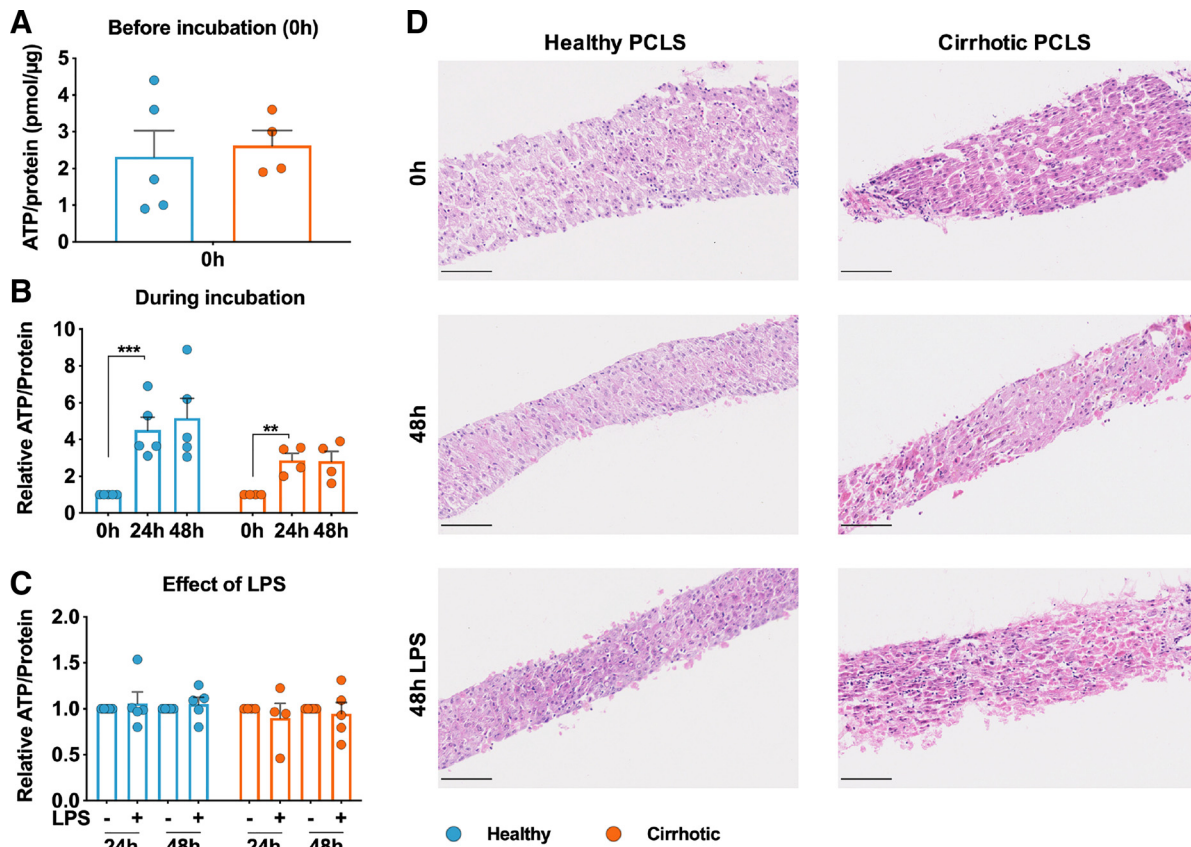 A
Before incubation (0h)
ATP/protein (pmol/µg)
5
4
3
2
1
0
0h
B
During incubation
Relative ATP/Protein
10
8
6
4
2
0
***
**
0h 24h 48h 0h 24h 48h
C
Effect of LPS
Relative ATP/Protein
2.0
1.5
1.0
0.5
0.0
LPS - + - + - + - +
24h 48h 24h 48h
D
Healthy PCLS Cirrhotic PCLS
0h
48h
48h LPS
Healthy Cirrhotic